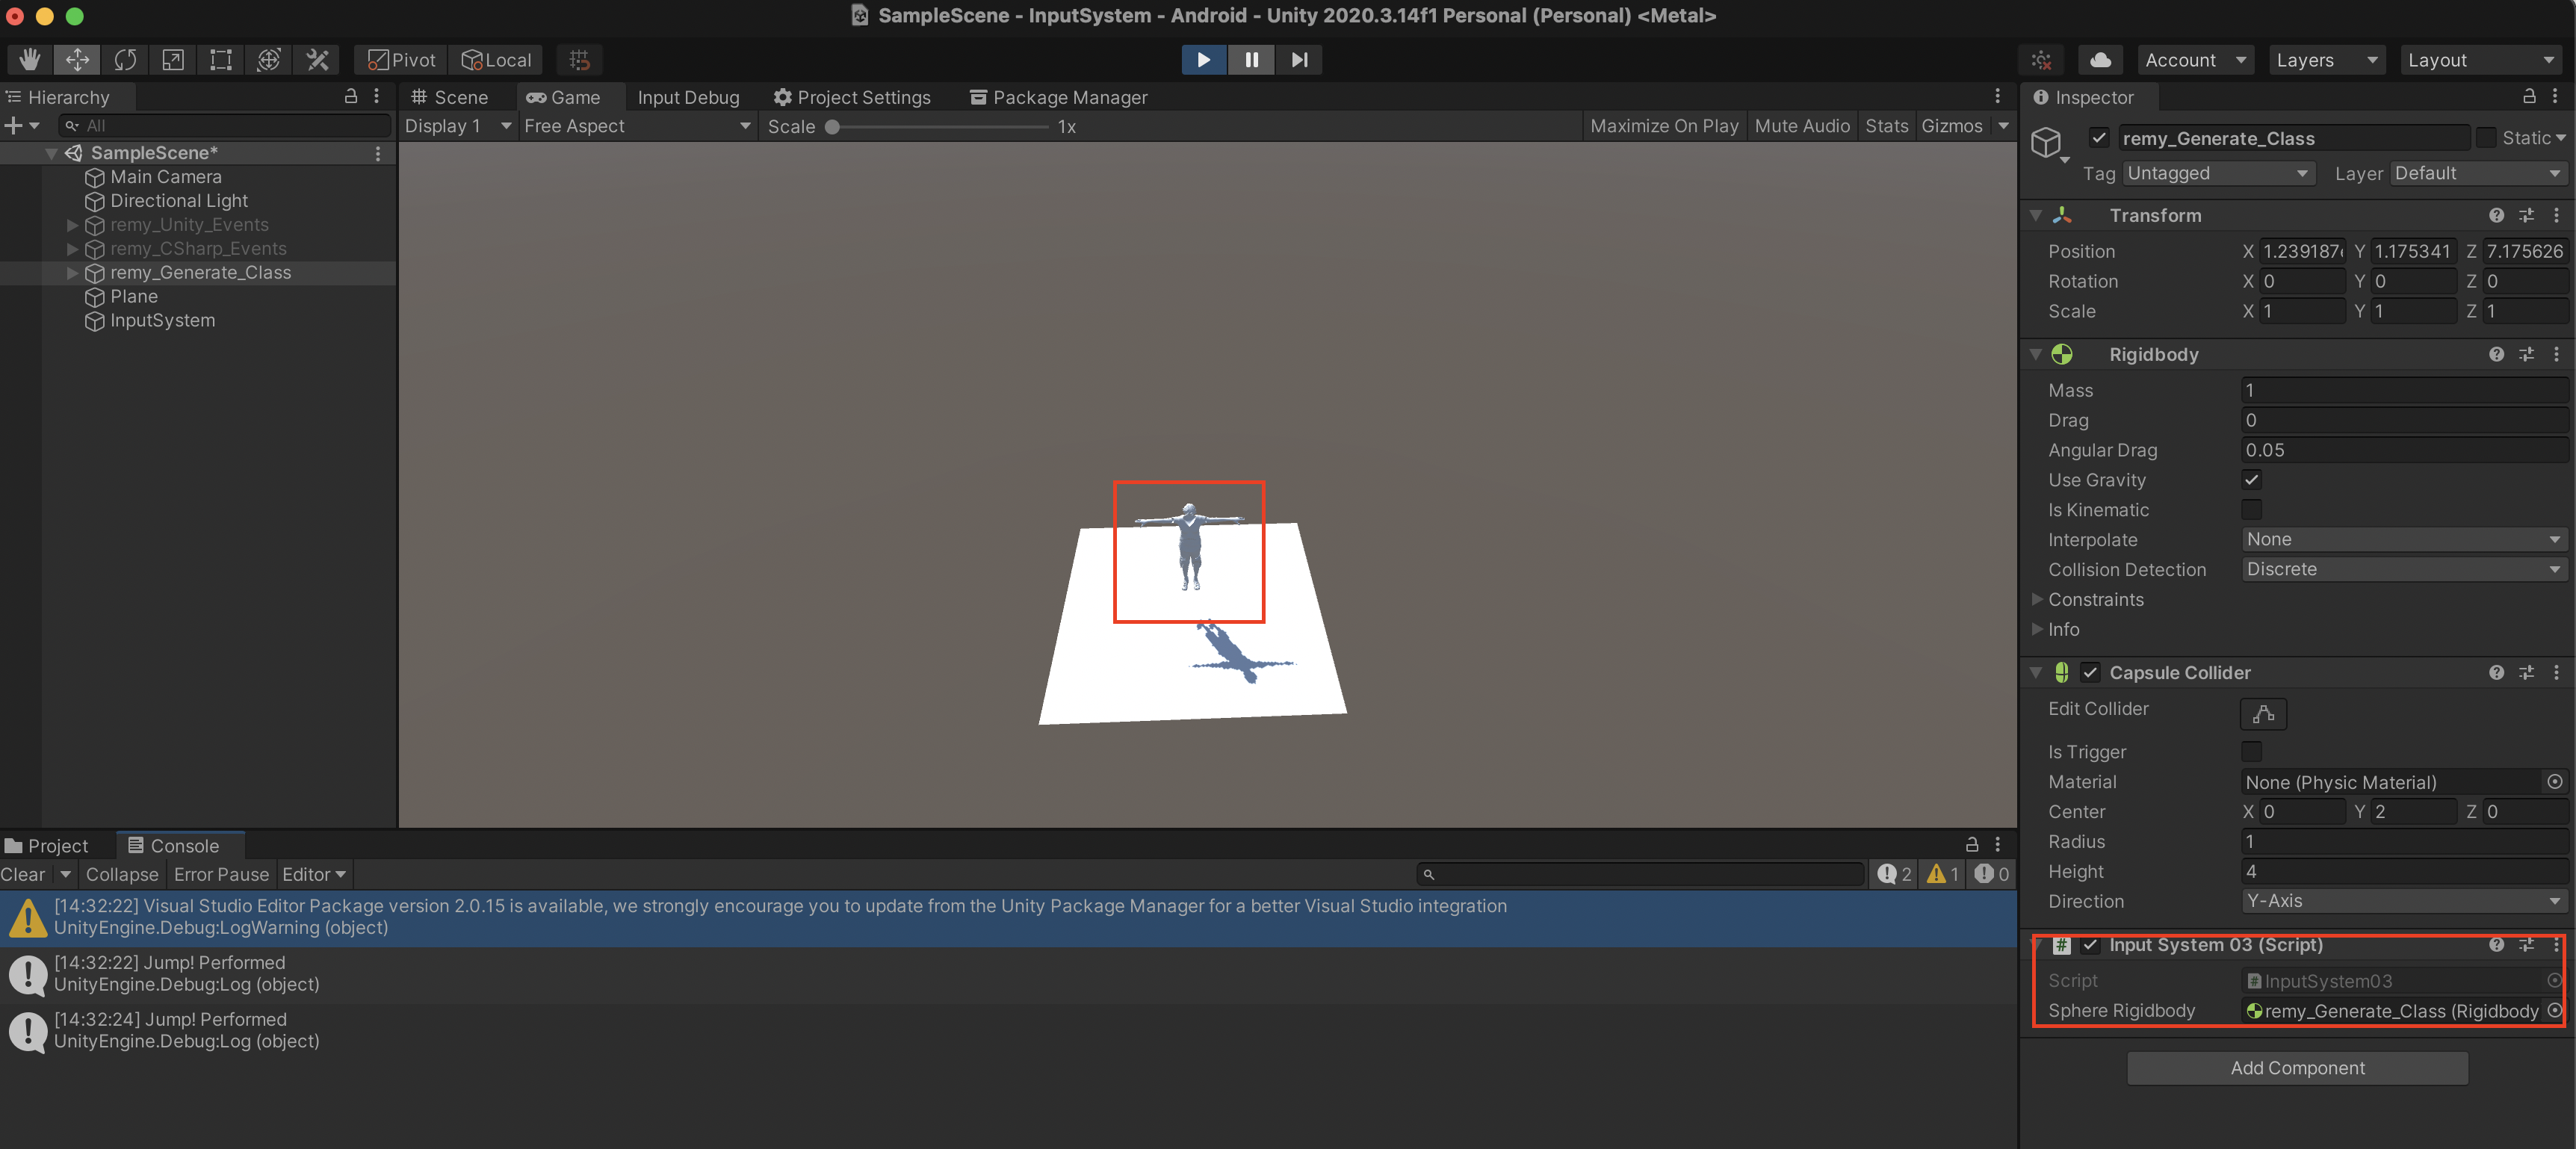 SampleScene - InputSystem - Android - Unity 2020.3.14f1 Personal (Personal) <Metal>
Pivot Local Account Layers Layout
Hierarchy
All
SampleScene*
Main Camera
Directional Light
remy_Unity_Events
remy_CSharp_Events
remy_Generate_Class
Plane
InputSystem
Scene Game Input Debug Project Settings Package Manager
Display 1 Free Aspect Scale 1x Maximize On Play Mute Audio Stats Gizmos
Project Console
Clear Collapse Error Pause Editor 2 1 0
[14:32:22] Visual Studio Editor Package version 2.0.15 is available, we strongly encourage you to update from the Unity Package Manager for a better Visual Studio integration
UnityEngine.Debug:LogWarning (object)
[14:32:22] Jump! Performed
UnityEngine.Debug:Log (object)
[14:32:24] Jump! Performed
UnityEngine.Debug:Log (object)
Inspector
remy_Generate_Class Static
Tag Untagged Layer Default
Transform
Position X 1.239187 Y 1.175341 Z 7.175626
Rotation X 0 Y 0 Z 0
Scale X 1 Y 1 Z 1
Rigidbody
Mass 1
Drag 0
Angular Drag 0.05
Use Gravity
Is Kinematic
Interpolate None
Collision Detection Discrete
Constraints
Info
Capsule Collider
Edit Collider
Is Trigger
Material None (Physic Material)
Center X 0 Y 2 Z 0
Radius 1
Height 4
Direction Y-Axis
# Input System 03 (Script)
Script # InputSystem03
Sphere Rigidbody remy_Generate_Class (Rigidbody
Add Component